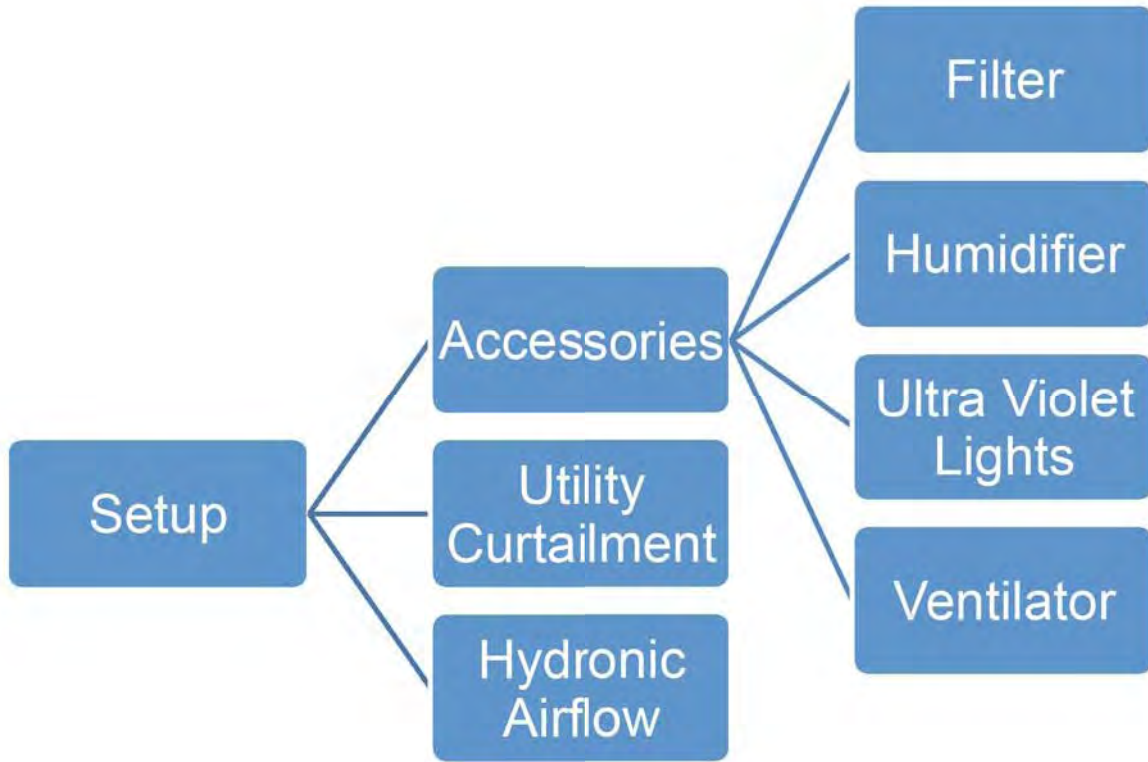 Setup
Accessories
Utility
Curtailment
Hydronic
Airflow
Filter
Humidifier
Ultra Violet
Lights
Ventilator